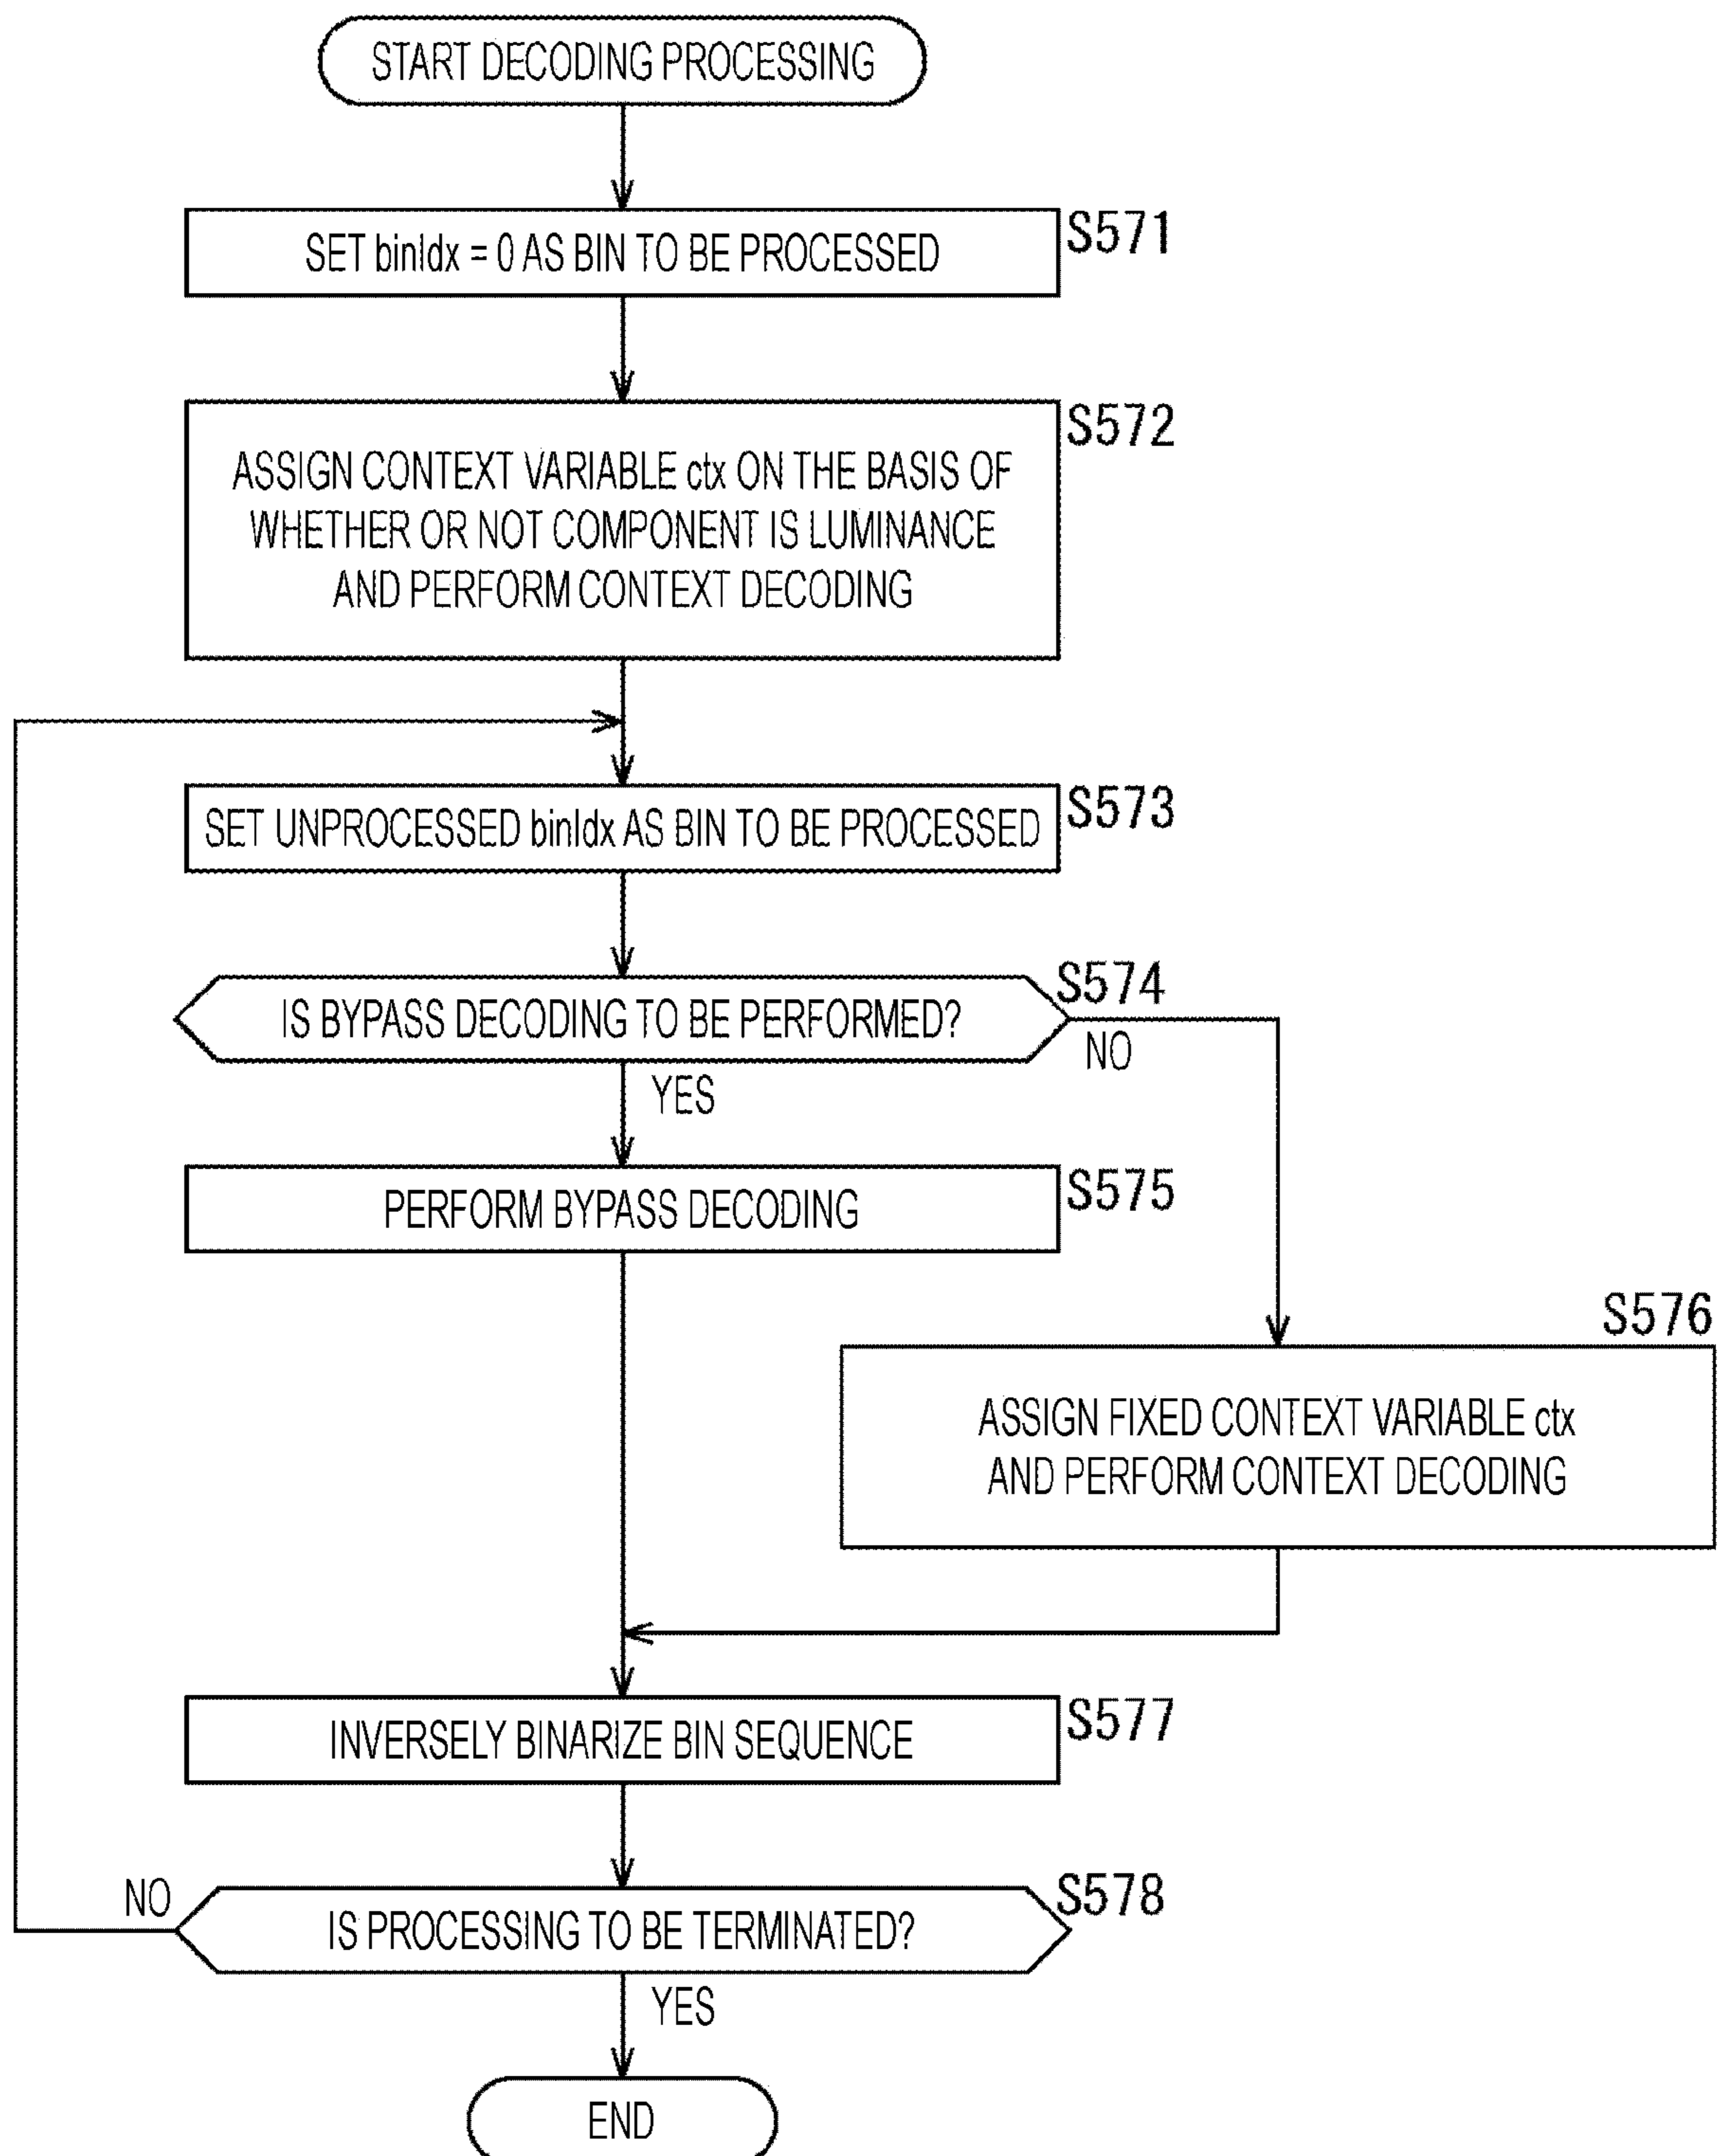 START DECODING PROCESSING
SET binIdx = 0 AS BIN TO BE PROCESSED
S571
S572
ASSIGN CONTEXT VARIABLE ctx ON THE BASIS OF
WHETHER OR NOT COMPONENT IS LUMINANCE
AND PERFORM CONTEXT DECODING
SET UNPROCESSED binIdx AS BIN TO BE PROCESSED
S573
S574
IS BYPASS DECODING TO BE PERFORMED?
NO
YES
PERFORM BYPASS DECODING
S575
S576
ASSIGN FIXED CONTEXT VARIABLE ctx
AND PERFORM CONTEXT DECODING
INVERSELY BINARIZE BIN SEQUENCE
S577
NO
S578
IS PROCESSING TO BE TERMINATED?
YES
END